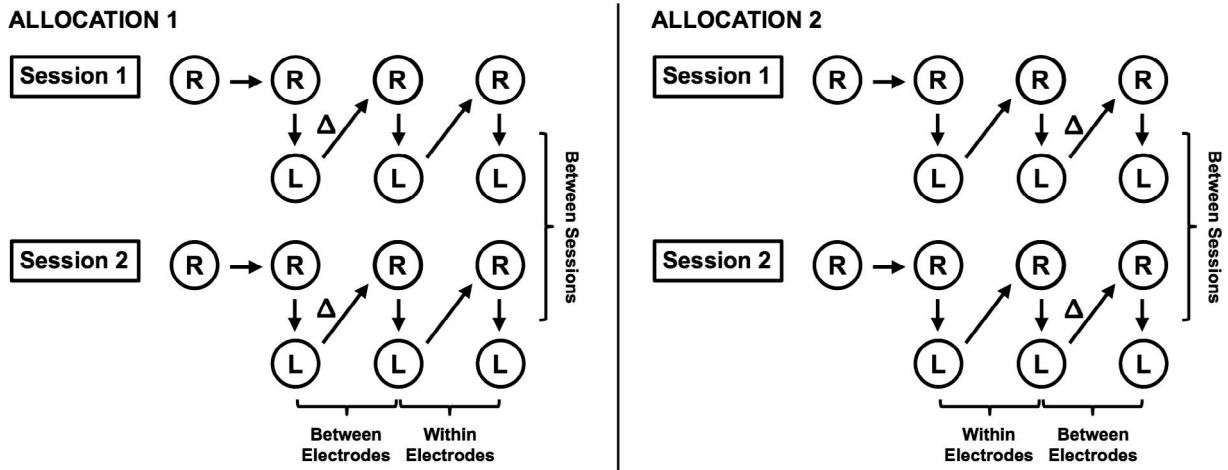 ALLOCATION 1
Session 1 R R R R
Δ
L L L
Session 2 R R R R
Δ
L L L
Between Sessions
Between
Electrodes
Within
Electrodes
ALLOCATION 2
Session 1 R R R R
Δ
L L L
Session 2 R R R R
Δ
L L L
Between Sessions
Within
Electrodes
Between
Electrodes